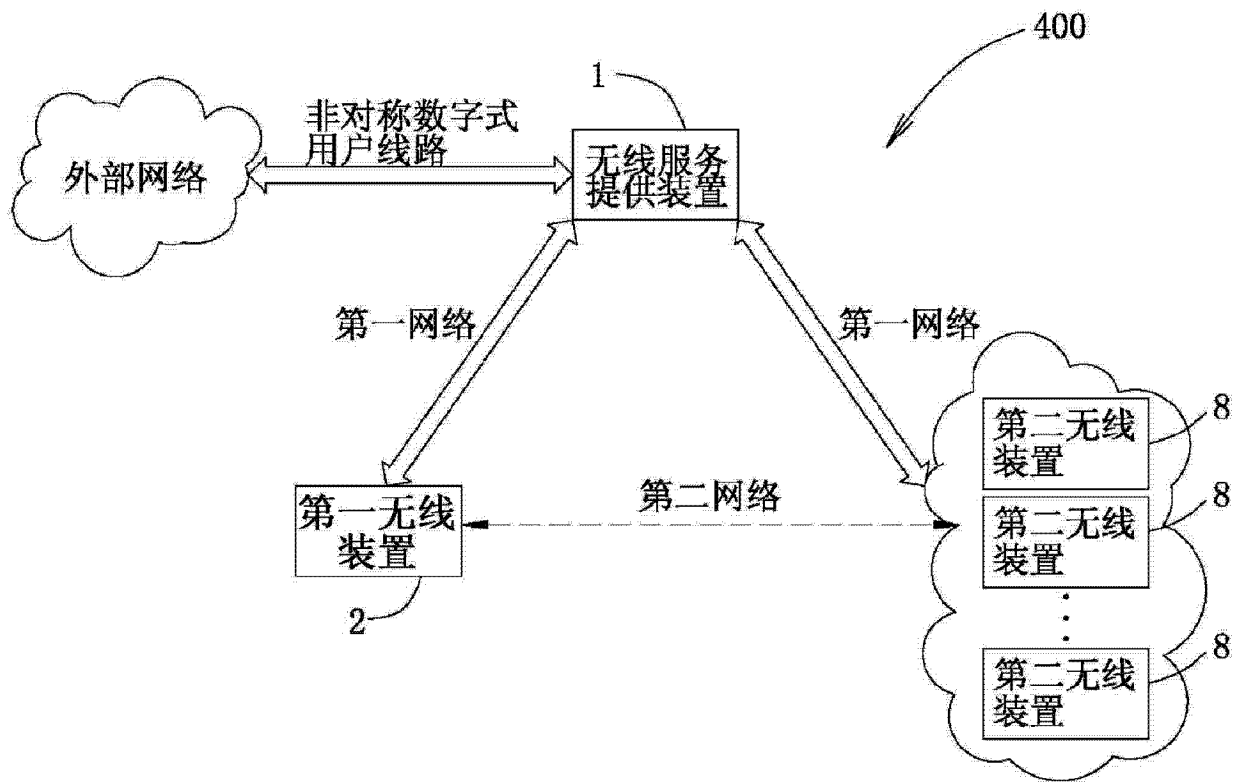 400
1
非对称数字式
用户线路
外部网络
无线服务
提供装置
第一网络
第一网络
第二无线
装置
8
第二网络
第一无线
装置
2
第二无线
装置
8
第二无线
装置
8